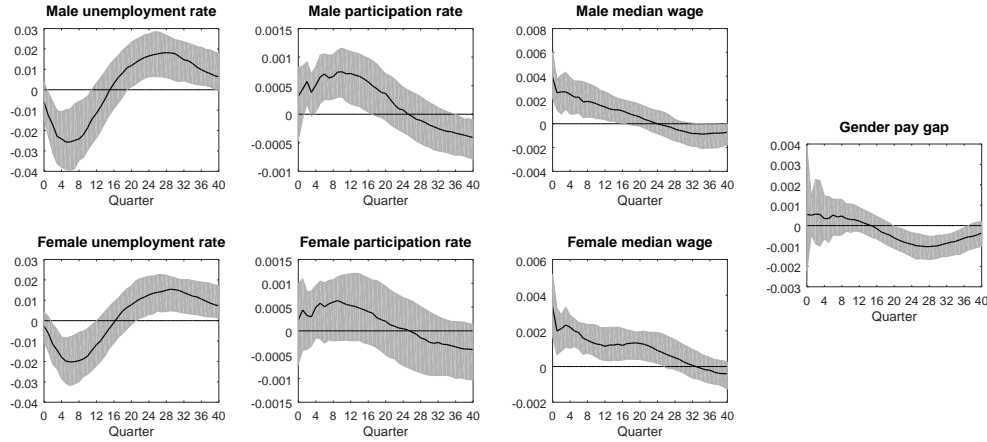 Male unemployment rate
0.03
0.02
0.01
0
-0.01
-0.02
-0.03
-0.04
0 4 8 12 16 20 24 28 32 36 40
Quarter
Male participation rate
0.0015
0.001
0.0005
0
-0.0005
-0.001
0 4 8 12 16 20 24 28 32 36 40
Quarter
Male median wage
0.008
0.006
0.004
0.002
0
-0.002
-0.004
0 4 8 12 16 20 24 28 32 36 40
Quarter
Gender pay gap
0.004
0.003
0.002
0.001
0
-0.001
-0.002
-0.003
0 4 8 12 16 20 24 28 32 36 40
Quarter
Female unemployment rate
0.03
0.02
0.01
0
-0.01
-0.02
-0.03
-0.04
0 4 8 12 16 20 24 28 32 36 40
Quarter
Female participation rate
0.0015
0.001
0.0005
0
-0.0005
-0.001
-0.0015
0 4 8 12 16 20 24 28 32 36 40
Quarter
Female median wage
0.006
0.004
0.002
0
-0.002
0 4 8 12 16 20 24 28 32 36 40
Quarter